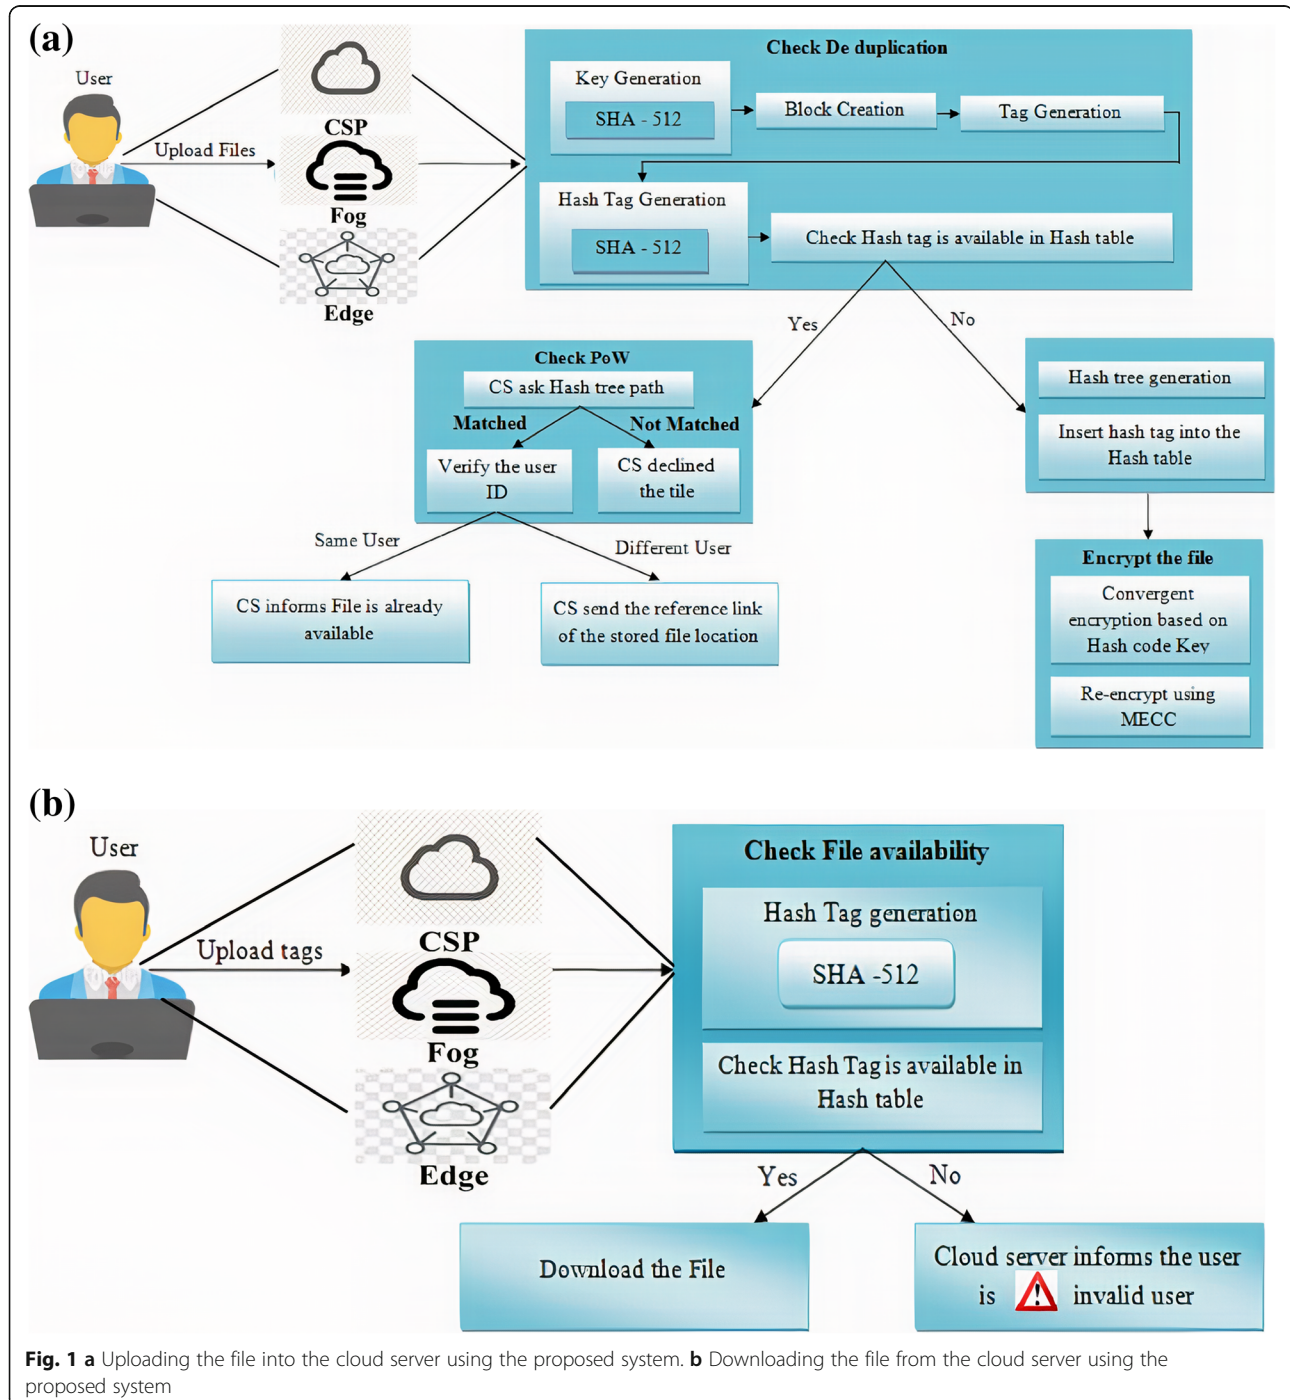 (a)
User
Upload Files
CSP
Fog
Edge
Check De duplication
Key Generation
SHA - 512
Block Creation
Tag Generation
Hash Tag Generation
SHA - 512
Check Hash tag is available in Hash table
Yes
No
Check PoW
CS ask Hash tree path
Matched
Not Matched
Verify the user
ID
CS declined
the tile
Same User
Different User
CS informs File is already
available
CS send the reference link
of the stored file location
Hash tree generation
Insert hash tag into the
Hash table
Encrypt the file
Convergent
encryption based on
Hash code Key
Re-encrypt using
MECC
(b)
User
Upload tags
CSP
Fog
Edge
Check File availability
Hash Tag generation
SHA -512
Check Hash Tag is available in
Hash table
Yes
No
Download the File
Cloud server informs the user
is invalid user
Fig. 1 a Uploading the file into the cloud server using the proposed system. b Downloading the file from the cloud server using the
proposed system